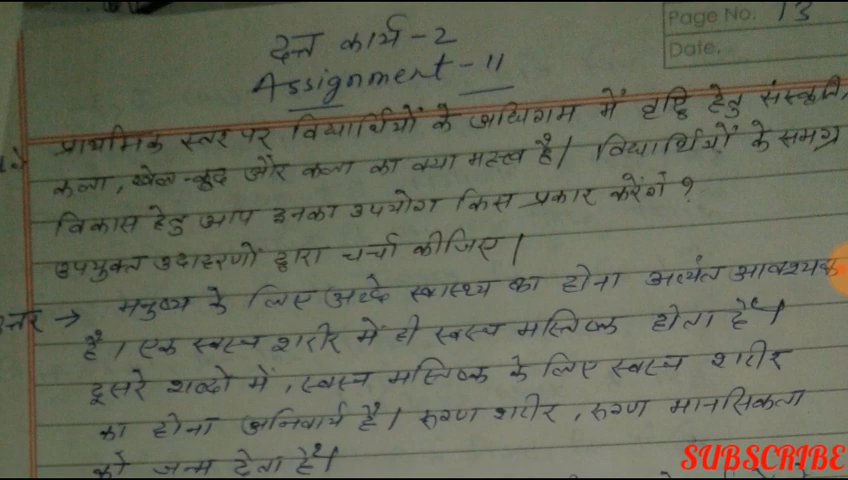 Page No. 13
Date.
दत्त कार्य-2
Assignment-11
प्राथमिक स्तर पर विद्यार्थियों के अधिगम में वृद्धि हेतु संस्कृति,
कला, खेल-कूद और कला का क्या महत्व है। विद्यार्थियों के समग्र
विकास हेतु आप इनका उपयोग किस प्रकार करेंगे ?
उपयुक्त उदाहरणों द्वारा चर्चा कीजिए।
उत्तर → मनुष्य के लिए अच्छे स्वास्थ्य का होना अत्यंत आवश्यक
है। एक स्वस्थ शरीर में ही स्वस्थ मस्तिष्क होता है।
दूसरे शब्दो में, स्वस्थ मस्तिष्क के लिए स्वस्थ शरीर
का होना अनिवार्य है। रूग्ण शरीर, रूग्ण मानसिकता
को जन्म देता है।
SUBSCRIBE